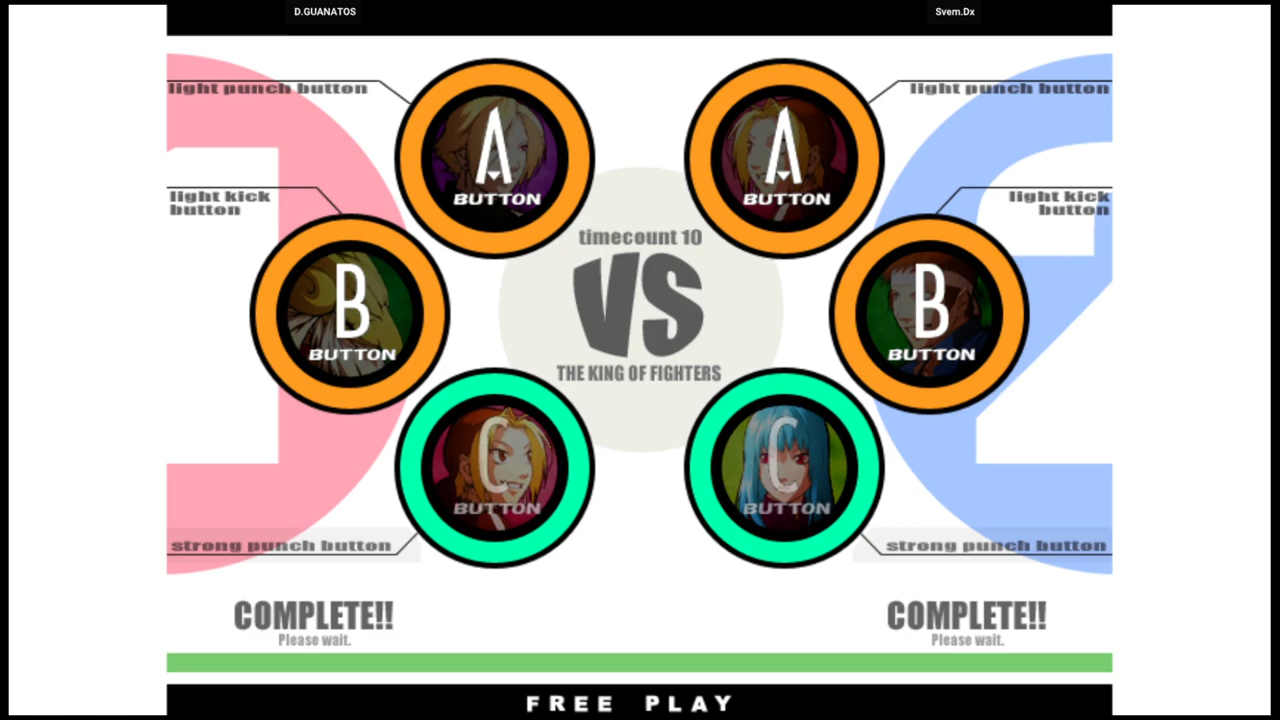 D.GUANATOS
Svem.Dx
light punch button
light punch button
A
BUTTON
A
BUTTON
light kick
button
light kick
button
B
BUTTON
B
BUTTON
timecount 10
VS
THE KING OF FIGHTERS
1
2
C
BUTTON
C
BUTTON
strong punch button
strong punch button
COMPLETE!!
Please wait.
COMPLETE!!
Please wait.
FREE PLAY